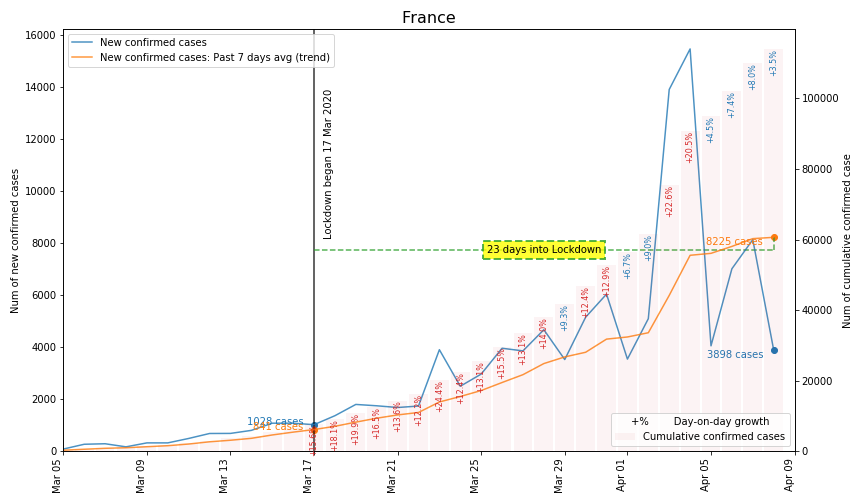 France
New confirmed cases
New confirmed cases: Past 7 days avg (trend)
Num of new confirmed cases
16000
14000
12000
10000
8000
6000
4000
2000
0
Lockdown began 17 Mar 2020
23 days into Lockdown
1028 cases
841 cases
8225 cases
3898 cases
+18.1%
+19.9%
+16.5%
+13.6%
+24.4%
+13.1%
+15.5%
+13.1%
+14.9%
+9.3%
+12.4%
+12.9%
+6.7%
+9.0%
+22.6%
+20.5%
+4.5%
+7.4%
+8.0%
+3.5%
100000
80000
60000
40000
20000
0
Num of cumulative confirmed case
+% Day-on-day growth
Cumulative confirmed cases
Mar 05
Mar 09
Mar 13
Mar 17
Mar 21
Mar 25
Mar 29
Apr 01
Apr 05
Apr 09